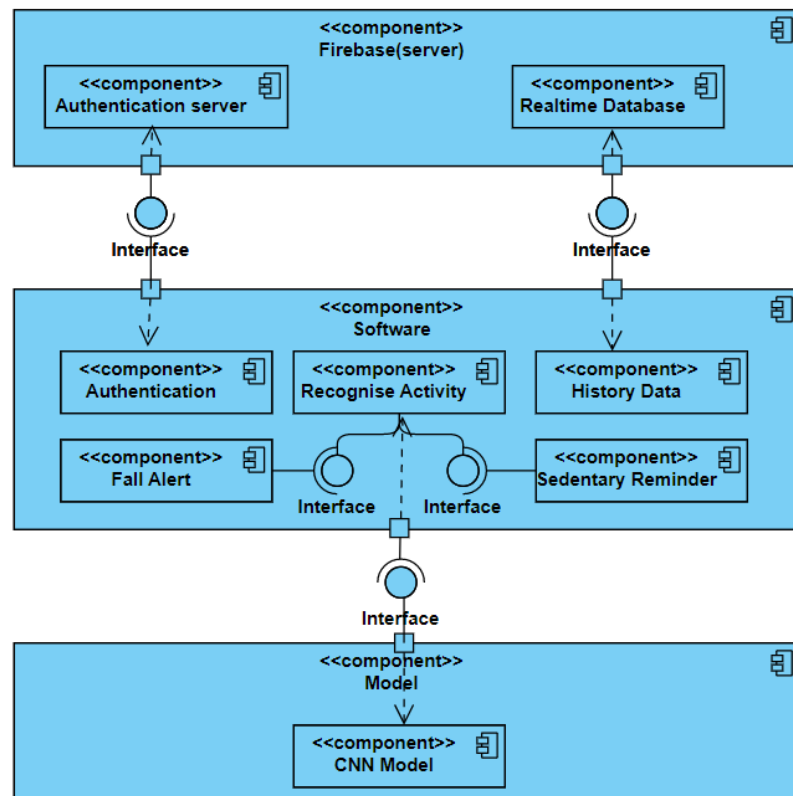 <<component>>
Firebase(server)
<<component>>
Authentication server
<<component>>
Realtime Database
Interface
Interface
<<component>>
Software
<<component>>
Authentication
<<component>>
Recognise Activity
<<component>>
History Data
<<component>>
Fall Alert
Interface
Interface
<<component>>
Sedentary Reminder
Interface
<<component>>
Model
<<component>>
CNN Model